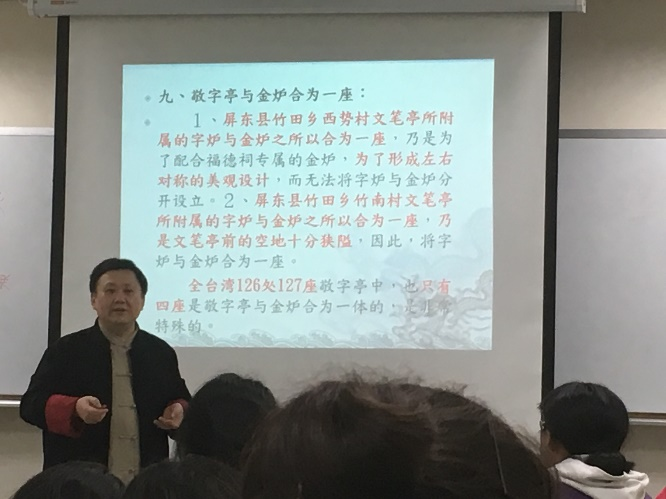 九、敬字亭与金炉合为一座：
1、屏东县竹田乡西势村文笔亭所附
属的字炉与金炉之所以合为一座，乃是为
了配合福德祠专属的金炉，为了形成左右
对称的美观设计，而无法将字炉与金炉分
开设立。2、屏东县竹田乡竹南村文笔亭
所附属的字炉与金炉之所以合为一座，乃
是文笔亭前的空地十分狭隘，因此，将字
炉与金炉合为一座。
全台湾126处127座敬字亭中，也只有
四座是敬字亭与金炉合为一体的，是非常
特殊的。